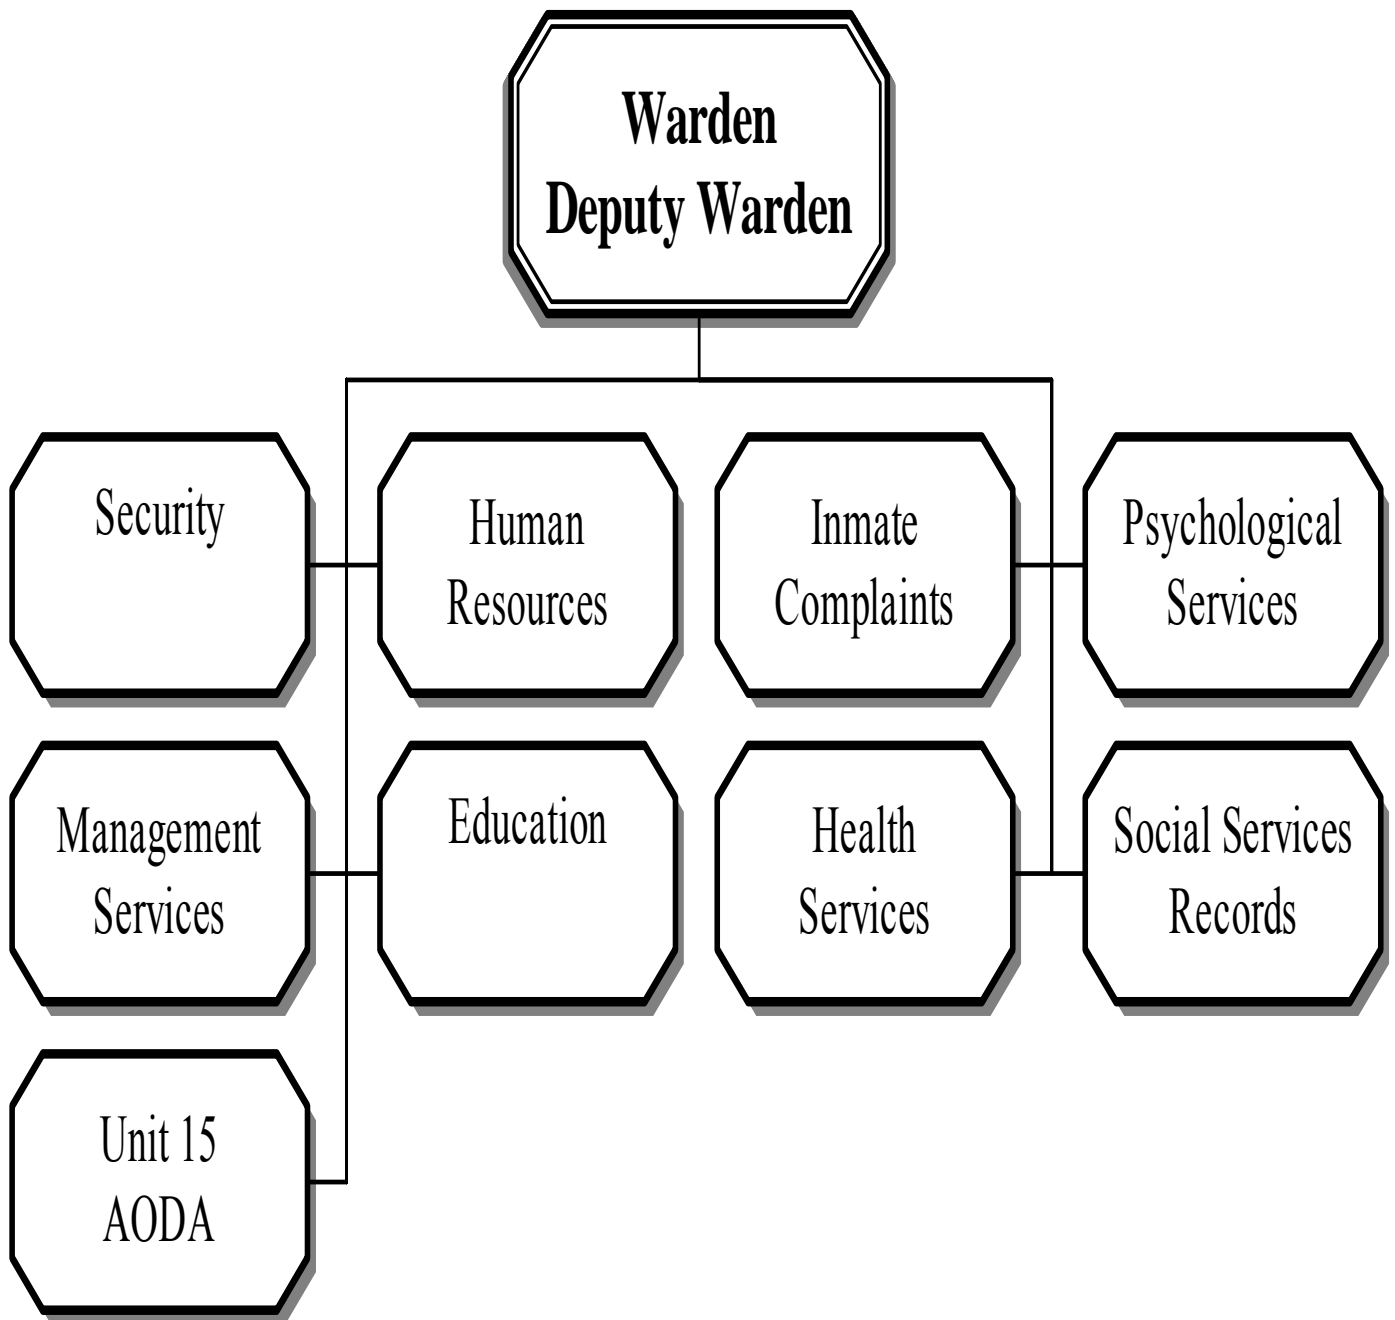 Warden
Deputy Warden
Security
Human
Resources
Inmate
Complaints
Psychological
Services
Management
Services
Education
Health
Services
Social Services
Records
Unit 15
AODA